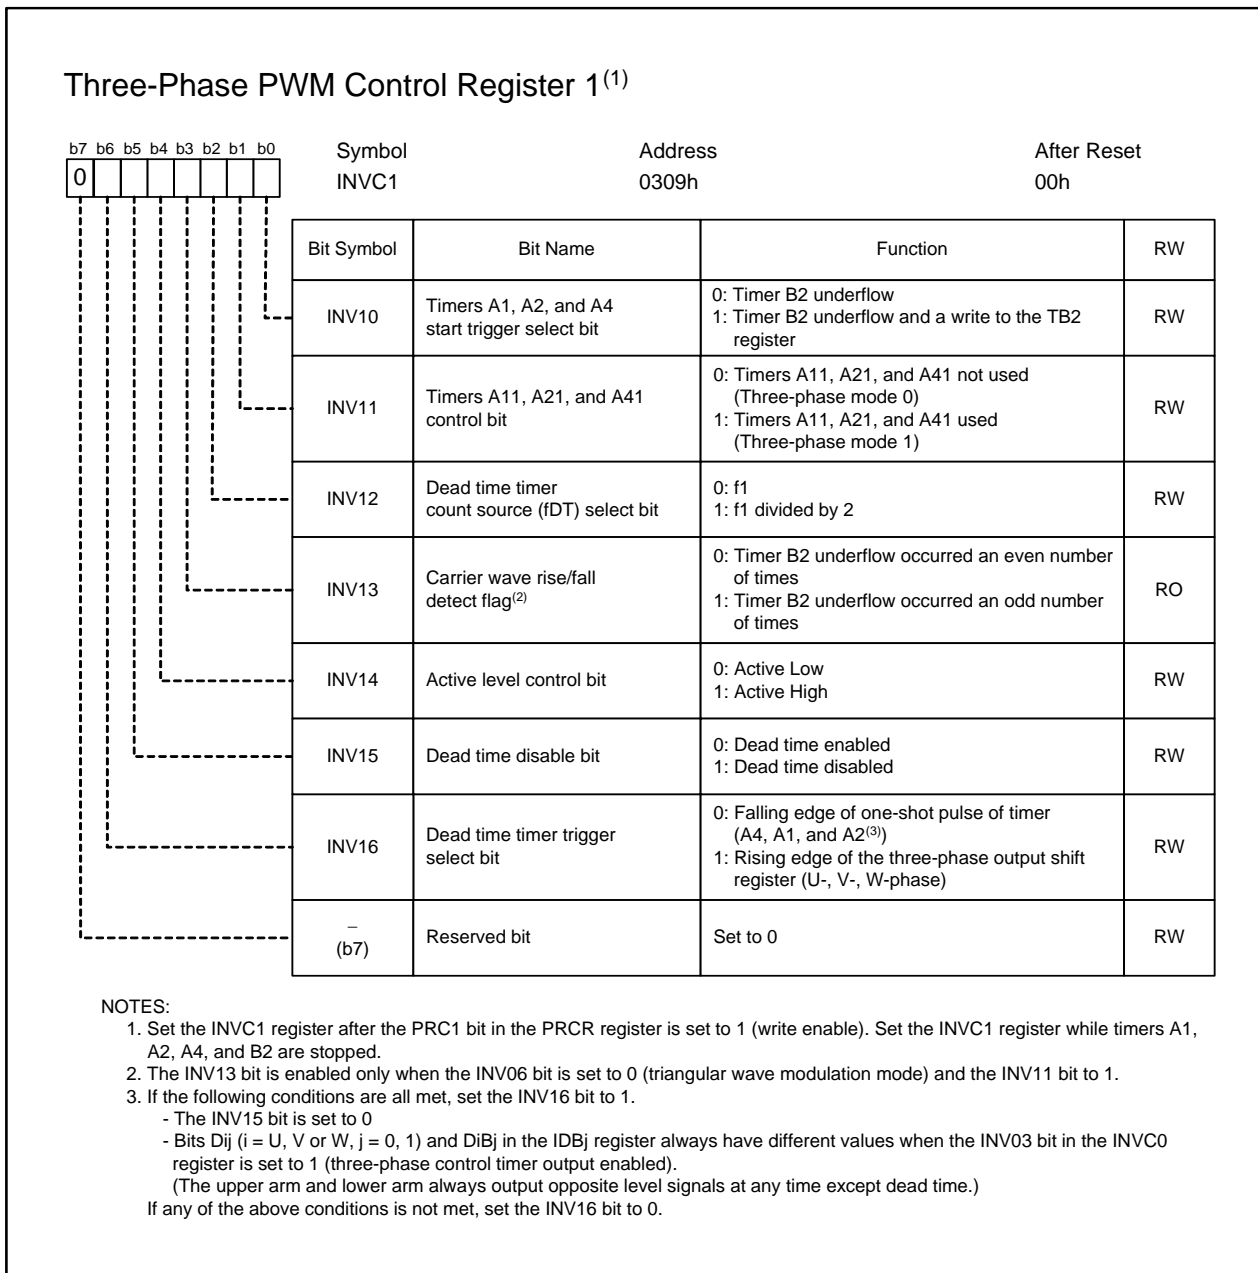 Three-Phase PWM Control Register 1(1)
b7 b6 b5 b4 b3 b2 b1 b0
0
Symbol Address After Reset
INVC1 0309h 00h
Bit Symbol Bit Name Function RW
INV10
Timers A1, A2, and A4
start trigger select bit
0: Timer B2 underflow
1: Timer B2 underflow and a write to the TB2
register
RW
INV11
Timers A11, A21, and A41
control bit
0: Timers A11, A21, and A41 not used
(Three-phase mode 0)
1: Timers A11, A21, and A41 used
(Three-phase mode 1)
RW
INV12
Dead time timer
count source (fDT) select bit
0: f1
1: f1 divided by 2
RW
INV13
Carrier wave rise/fall
detect flag(2)
0: Timer B2 underflow occurred an even number
of times
1: Timer B2 underflow occurred an odd number
of times
RO
INV14
Active level control bit
0: Active Low
1: Active High
RW
INV15
Dead time disable bit
0: Dead time enabled
1: Dead time disabled
RW
INV16
Dead time timer trigger
select bit
0: Falling edge of one-shot pulse of timer
(A4, A1, and A2(3))
1: Rising edge of the three-phase output shift
register (U-, V-, W-phase)
RW
–
(b7)
Reserved bit
Set to 0
RW
NOTES:
1. Set the INVC1 register after the PRC1 bit in the PRCR register is set to 1 (write enable). Set the INVC1 register while timers A1,
A2, A4, and B2 are stopped.
2. The INV13 bit is enabled only when the INV06 bit is set to 0 (triangular wave modulation mode) and the INV11 bit to 1.
3. If the following conditions are all met, set the INV16 bit to 1.
- The INV15 bit is set to 0
- Bits Dij (i = U, V or W, j = 0, 1) and DiBj in the IDBj register always have different values when the INV03 bit in the INVC0
register is set to 1 (three-phase control timer output enabled).
(The upper arm and lower arm always output opposite level signals at any time except dead time.)
If any of the above conditions is not met, set the INV16 bit to 0.